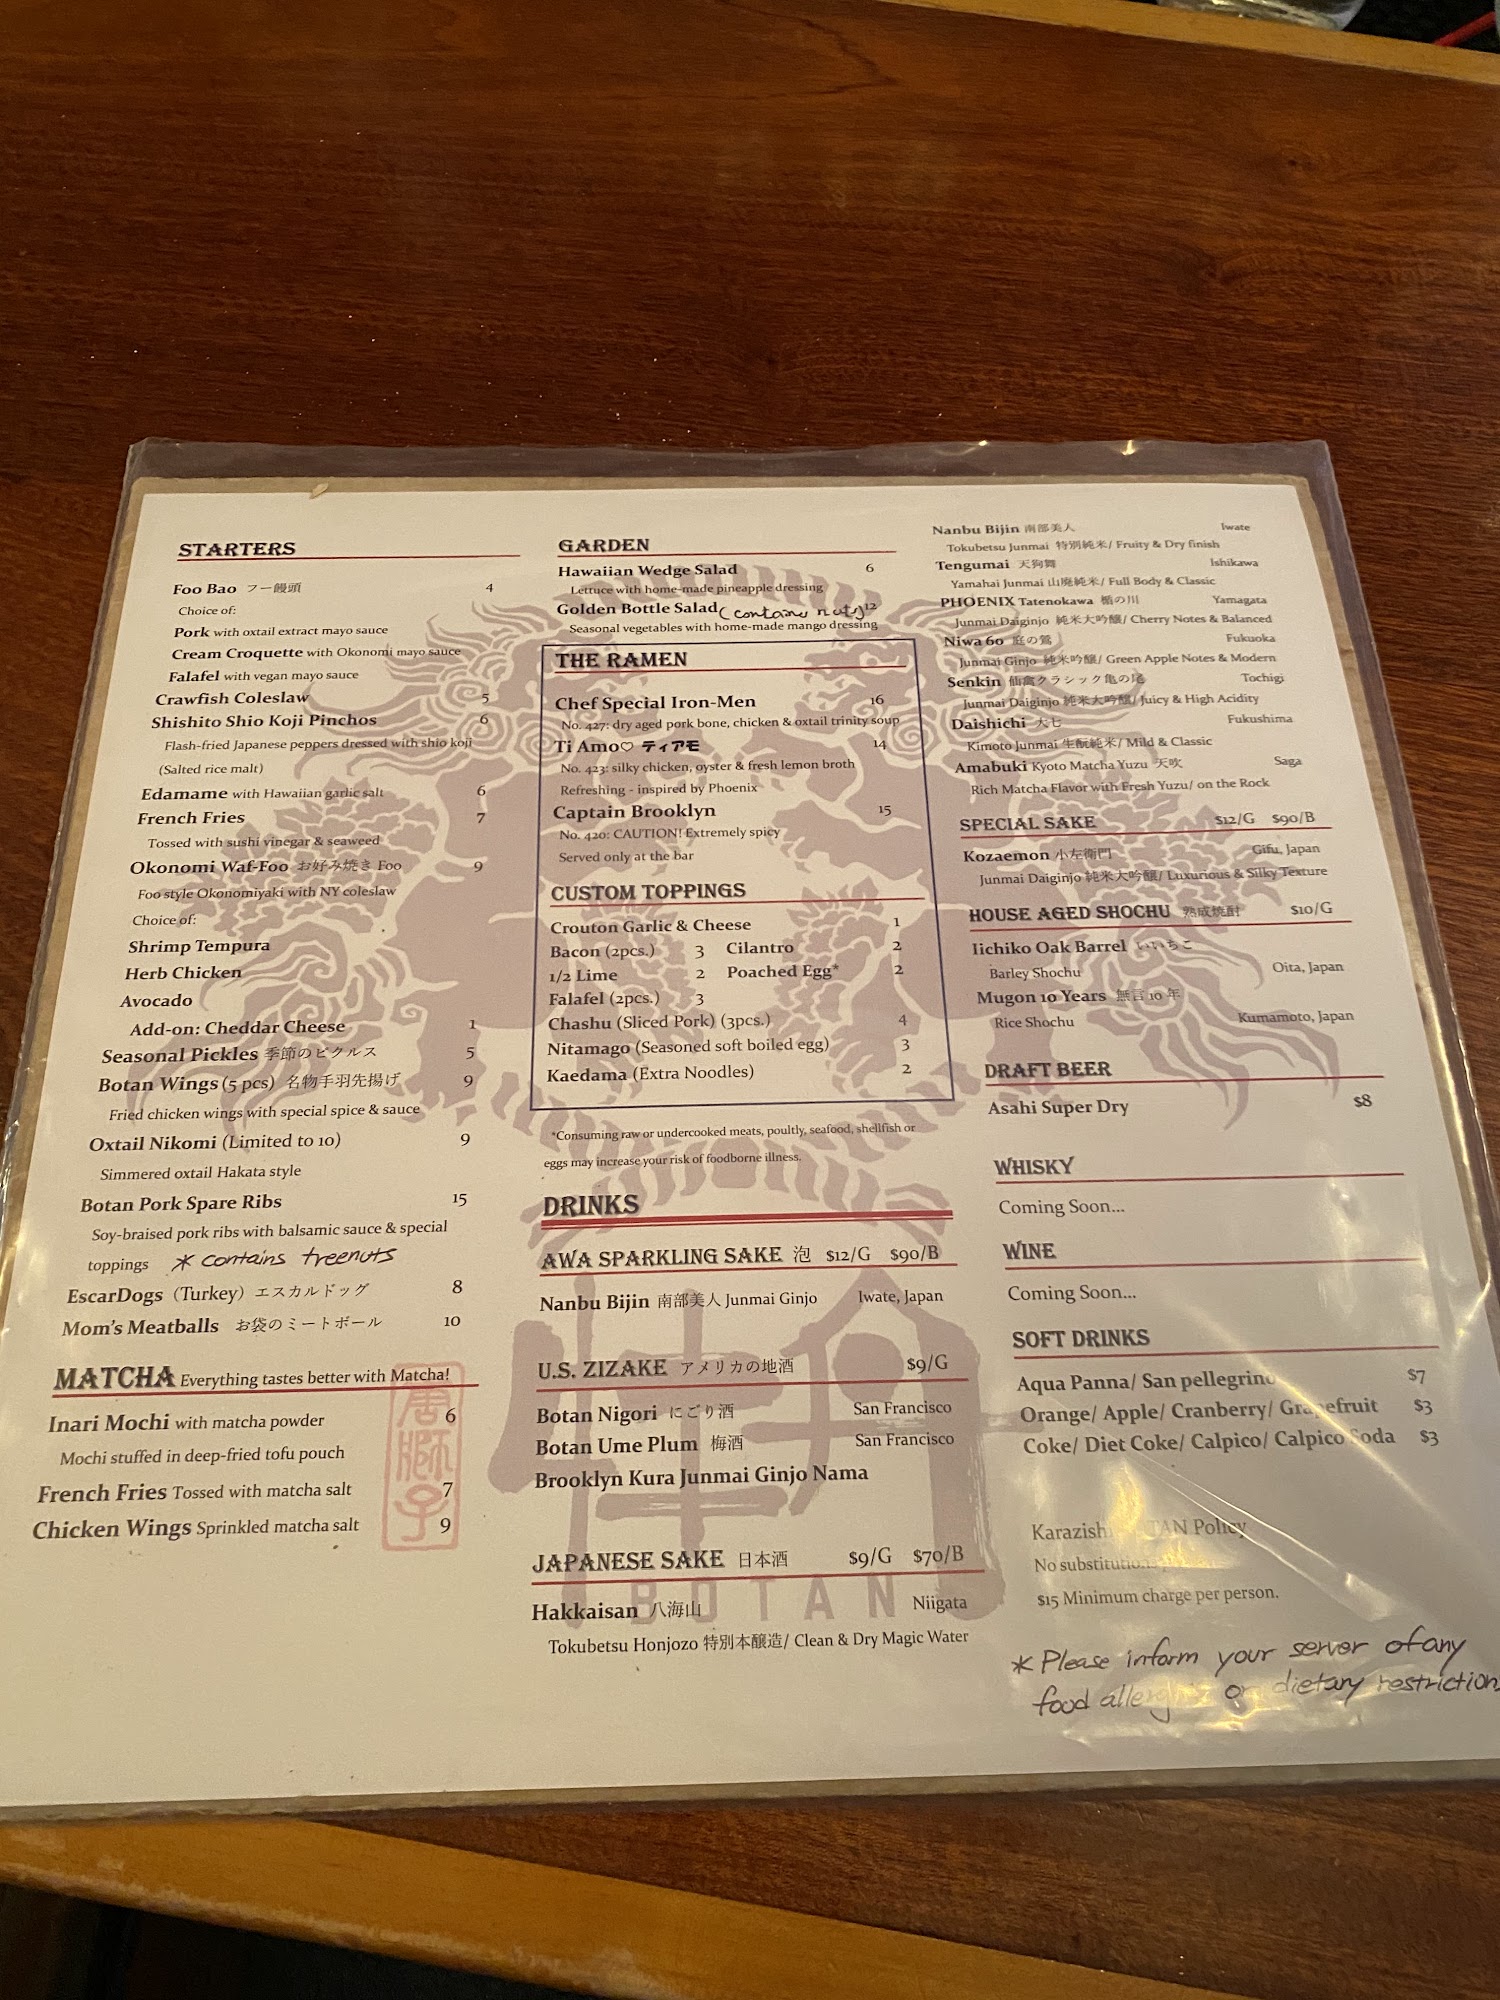 STARTERS
Foo Bao フー饅頭 4
Choice of:
Pork with oxtail extract mayo sauce
Cream Croquette with Okonomi mayo sauce
Falafel with vegan mayo sauce
Crawfish Coleslaw 5
Shishito Shio Koji Pinchos 6
Flash-fried Japanese peppers dressed with shio koji
(Salted rice malt)
Edamame with Hawaiian garlic salt 6
French Fries 7
Tossed with sushi vinegar & seaweed
Okonomi Waf-Foo お好み焼き Foo 9
Foo style Okonomiyaki with NY coleslaw
Choice of:
Shrimp Tempura
Herb Chicken
Avocado
Add-on: Cheddar Cheese 1
Seasonal Pickles 季節のピクルス 5
Botan Wings (5 pcs) 名物手羽先揚げ 9
Fried chicken wings with special spice & sauce
Oxtail Nikomi (Limited to 10) 9
Simmered oxtail Hakata style
Botan Pork Spare Ribs 15
Soy-braised pork ribs with balsamic sauce & special
toppings * contains treenuts
EscarDogs (Turkey) エスカルドッグ 8
Mom's Meatballs お袋のミートボール 10
MATCHA Everything tastes better with Matcha!
Inari Mochi with matcha powder 6
Mochi stuffed in deep-fried tofu pouch
French Fries Tossed with matcha salt 7
Chicken Wings Sprinkled matcha salt 9
唐獅子
GARDEN
Hawaiian Wedge Salad 6
Lettuce with home-made pineapple dressing
Golden Bottle Salad (contains nuts) 12
Seasonal vegetables with home-made mango dressing
THE RAMEN
Chef Special Iron-Men 16
No. 427: dry aged pork bone, chicken & oxtail trinity soup
Ti Amo♡ ティアモ 14
No. 423: silky chicken, oyster & fresh lemon broth
Refreshing - inspired by Phoenix
Captain Brooklyn 15
No. 420: CAUTION! Extremely spicy
Served only at the bar
CUSTOM TOPPINGS
Crouton Garlic & Cheese 1
Bacon (2pcs.) 3 Cilantro 2
1/2 Lime 2 Poached Egg* 2
Falafel (2pcs.) 3
Chashu (Sliced Pork) (3pcs.) 4
Nitamago (Seasoned soft boiled egg) 3
Kaedama (Extra Noodles) 2
*Consuming raw or undercooked meats, poultly, seafood, shellfish or
eggs may increase your risk of foodborne illness.
DRINKS
AWA SPARKLING SAKE 泡 $12/G $90/B
Nanbu Bijin 南部美人 Junmai Ginjo Iwate, Japan
U.S. ZIZAKE アメリカの地酒 $9/G
Botan Nigori にごり酒 San Francisco
Botan Ume Plum 梅酒 San Francisco
Brooklyn Kura Junmai Ginjo Nama
JAPANESE SAKE 日本酒 $9/G $70/B
BOTAN
Hakkaisan 八海山 Niigata
Tokubetsu Honjozo 特別本醸造/ Clean & Dry Magic Water
Nanbu Bijin 南部美人 Iwate
Tokubetsu Junmai 特別純米/ Fruity & Dry finish
Tengumai 天狗舞 Ishikawa
Yamahai Junmai 山廃純米/ Full Body & Classic
PHOENIX Tatenokawa 楯の川 Yamagata
Junmai Daiginjo 純米大吟醸/ Cherry Notes & Balanced
Niwa 60 庭の鶯 Fukuoka
Junmai Ginjo 純米吟醸/ Green Apple Notes & Modern
Senkin 仙禽クラシック亀の尾 Tochigi
Junmai Daiginjo 純米大吟醸/ Juicy & High Acidity
Daishichi 大七 Fukushima
Kimoto Junmai 生酛純米/ Mild & Classic
Amabuki Kyoto Matcha Yuzu 天吹 Saga
Rich Matcha Flavor with Fresh Yuzu/ on the Rock
SPECIAL SAKE $12/G $90/B
Kozaemon 小左衛門 Gifu, Japan
Junmai Daiginjo 純米大吟醸/ Luxurious & Silky Texture
HOUSE AGED SHOCHU 熟成焼酎 $10/G
Iichiko Oak Barrel いいちこ
Barley Shochu Oita, Japan
Mugon 10 Years 無言 10 年
Rice Shochu Kumamoto, Japan
DRAFT BEER
Asahi Super Dry $8
WHISKY
Coming Soon...
WINE
Coming Soon...
SOFT DRINKS
Aqua Panna/ San pellegrino $7
Orange/ Apple/ Cranberry/ Grapefruit $3
Coke/ Diet Coke/ Calpico/ Calpico Soda $3
Policy
No
$15 Minimum charge per person.
* Please inform your server of any
food or dietary restriction